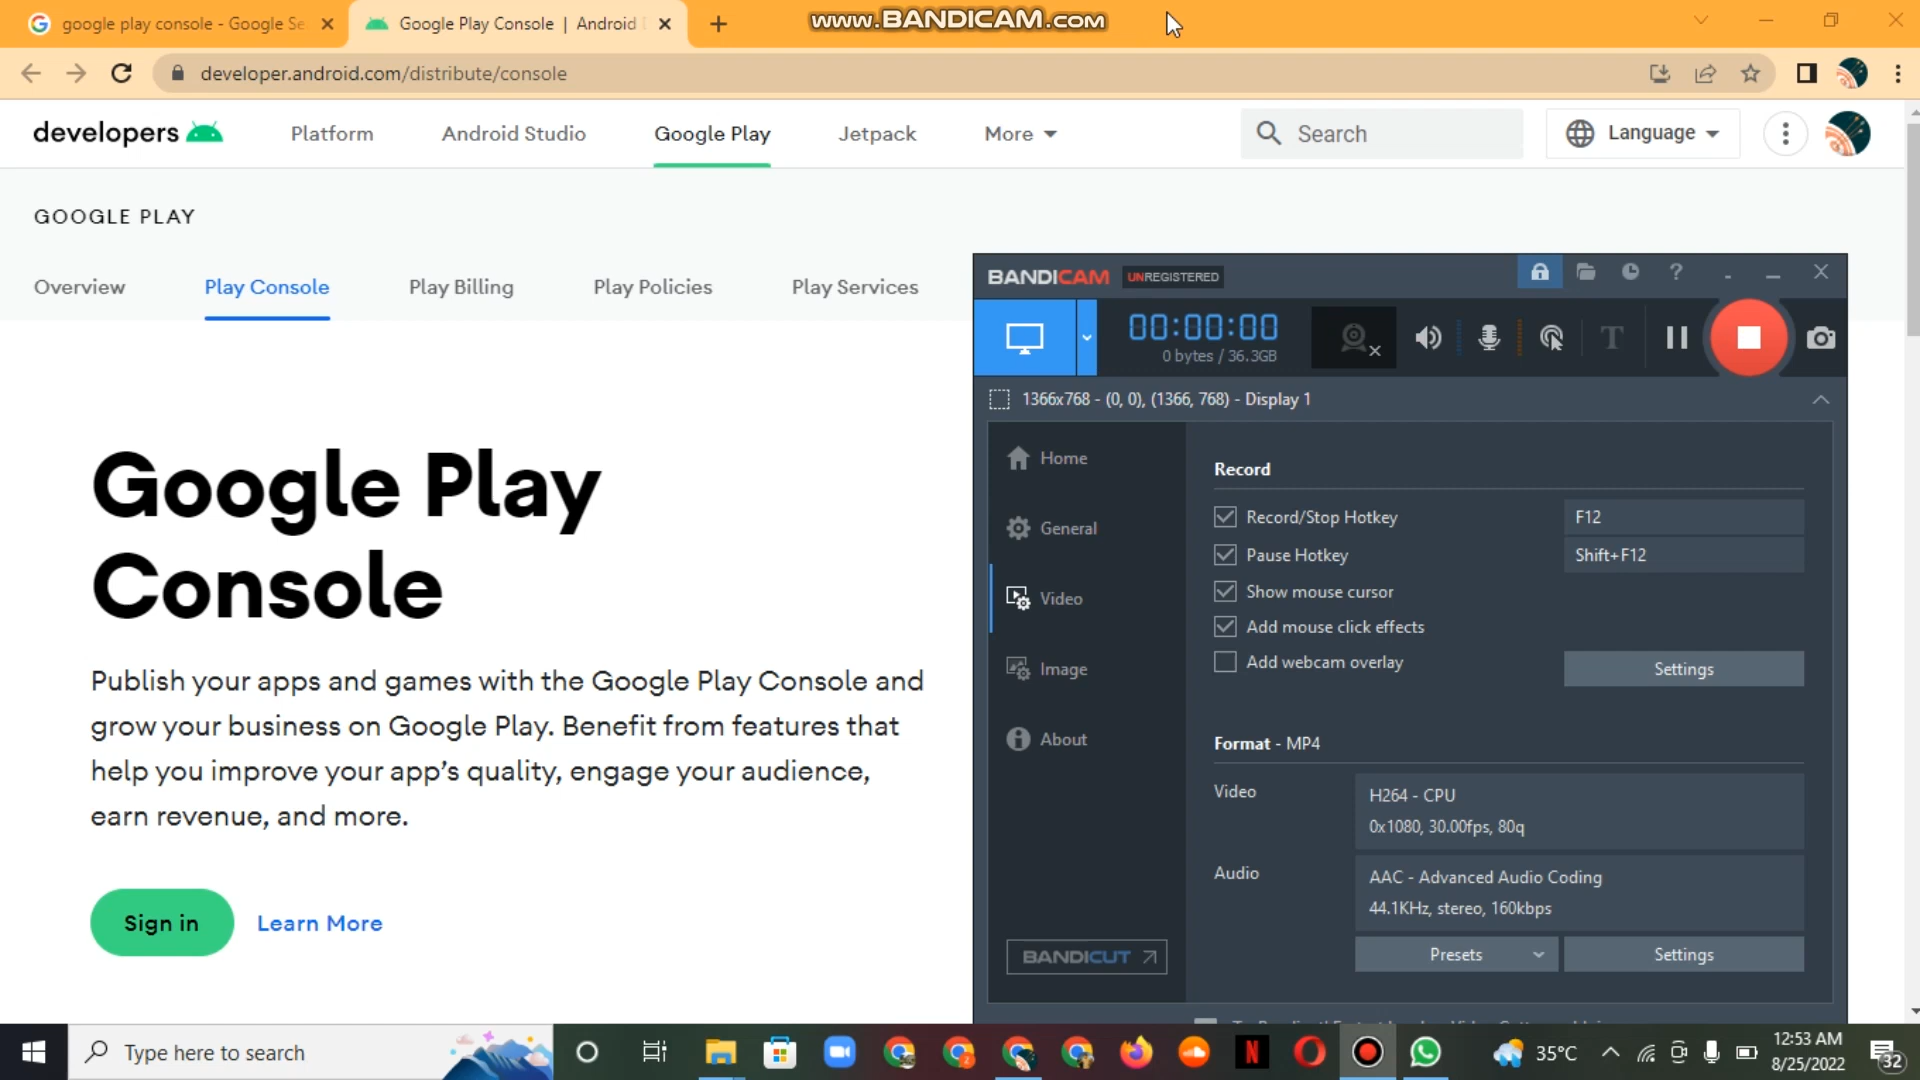 google play console - Google Se
Google Play Console | Android
www.BANDICAM.com
developer.android.com/distribute/console
developers
Platform
Android Studio
Google Play
Jetpack
More
Search
Language
GOOGLE PLAY
Overview
Play Console
Play Billing
Play Policies
Play Services
Google Play
Console
Publish your apps and games with the Google Play Console and
grow your business on Google Play. Benefit from features that
help you improve your app’s quality, engage your audience,
earn revenue, and more.
Sign in
Learn More
BANDICAM UNREGISTERED
00:00:00
0 bytes / 36.3GB
1366x768 - (0, 0), (1366, 768) - Display 1
Home
General
Video
Image
About
BANDICUT
Record
Record/Stop Hotkey
F12
Pause Hotkey
Shift+F12
Show mouse cursor
Add mouse click effects
Add webcam overlay
Settings
Format - MP4
Video
H264 - CPU
0x1080, 30.00fps, 80q
Audio
AAC - Advanced Audio Coding
44.1KHz, stereo, 160kbps
Presets
Settings
Type here to search
35°C
12:53 AM
8/25/2022
32